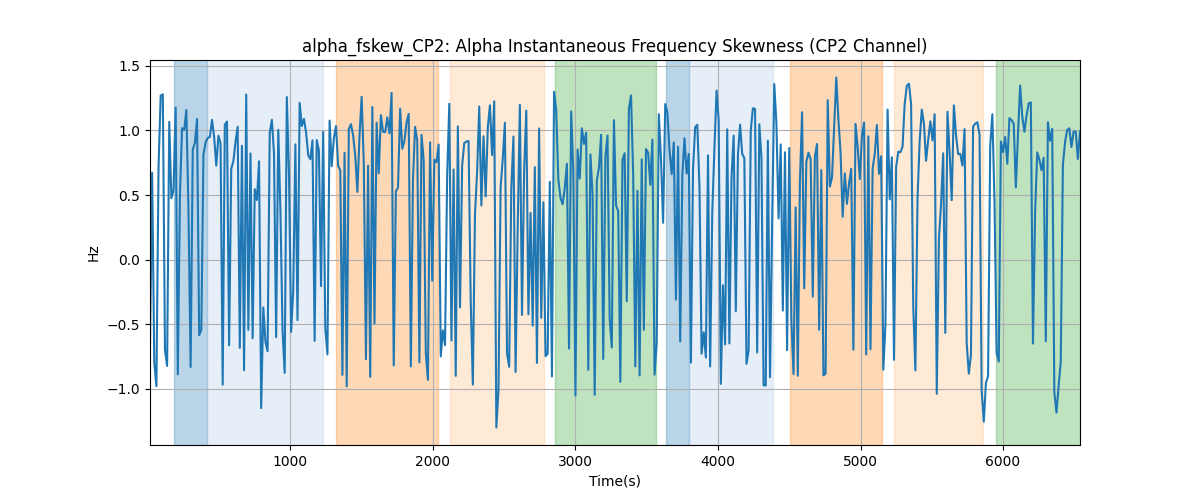 alpha_fskew_CP2: Alpha Instantaneous Frequency Skewness (CP2 Channel)
1.5
1.0
0.5
0.0
−0.5
−1.0
Hz
1000 2000 3000 4000 5000 6000
Time(s)